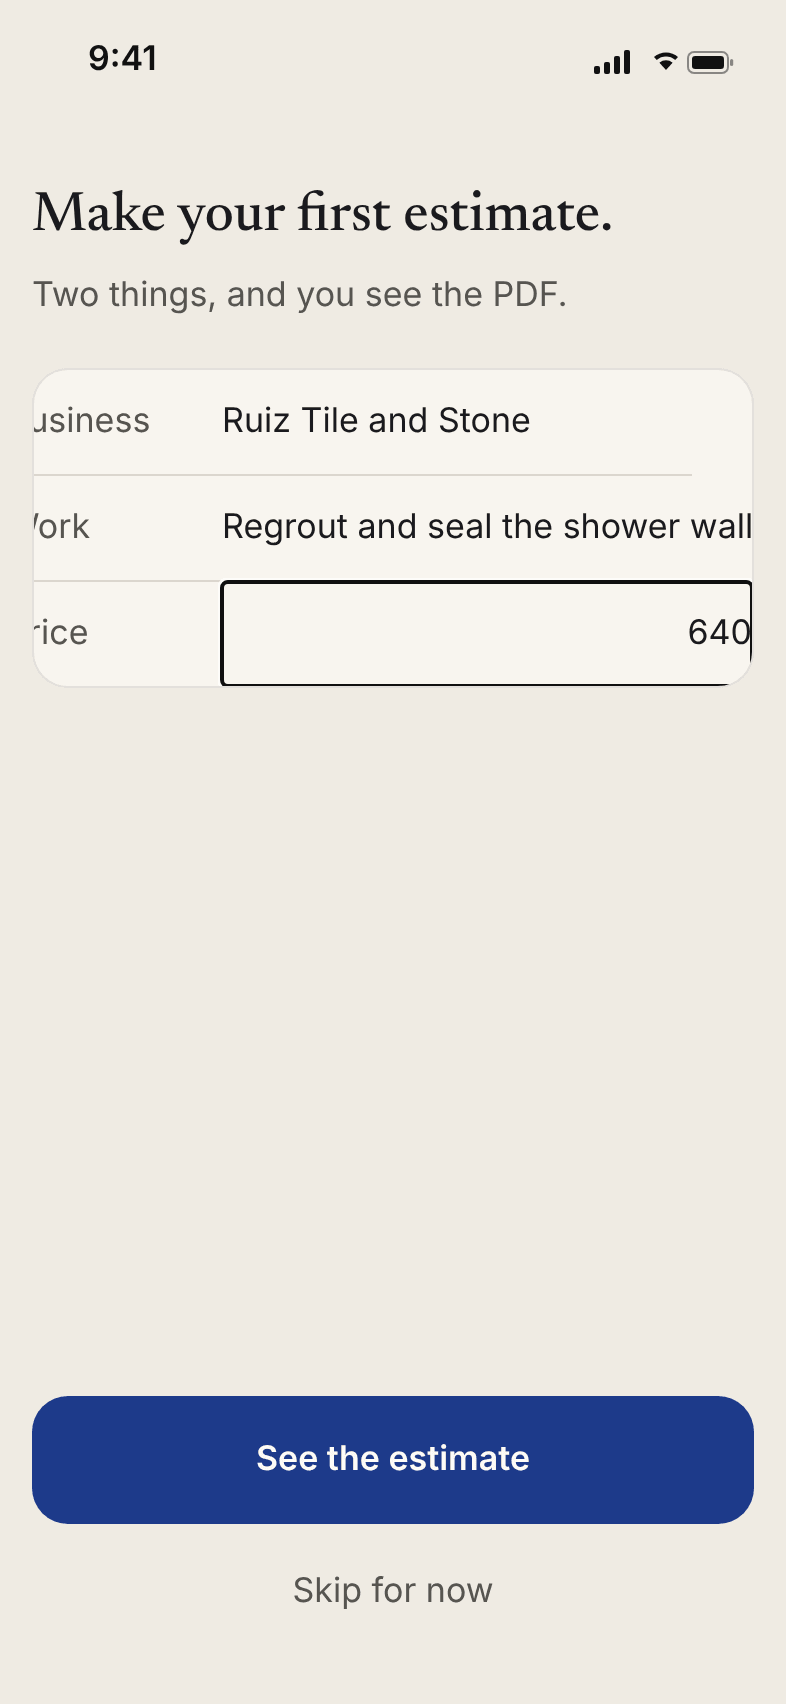 9:41
Make your first estimate.
Two things, and you see the PDF.
usiness Ruiz Tile and Stone
ork Regrout and seal the shower wall
rice 640
See the estimate
Skip for now